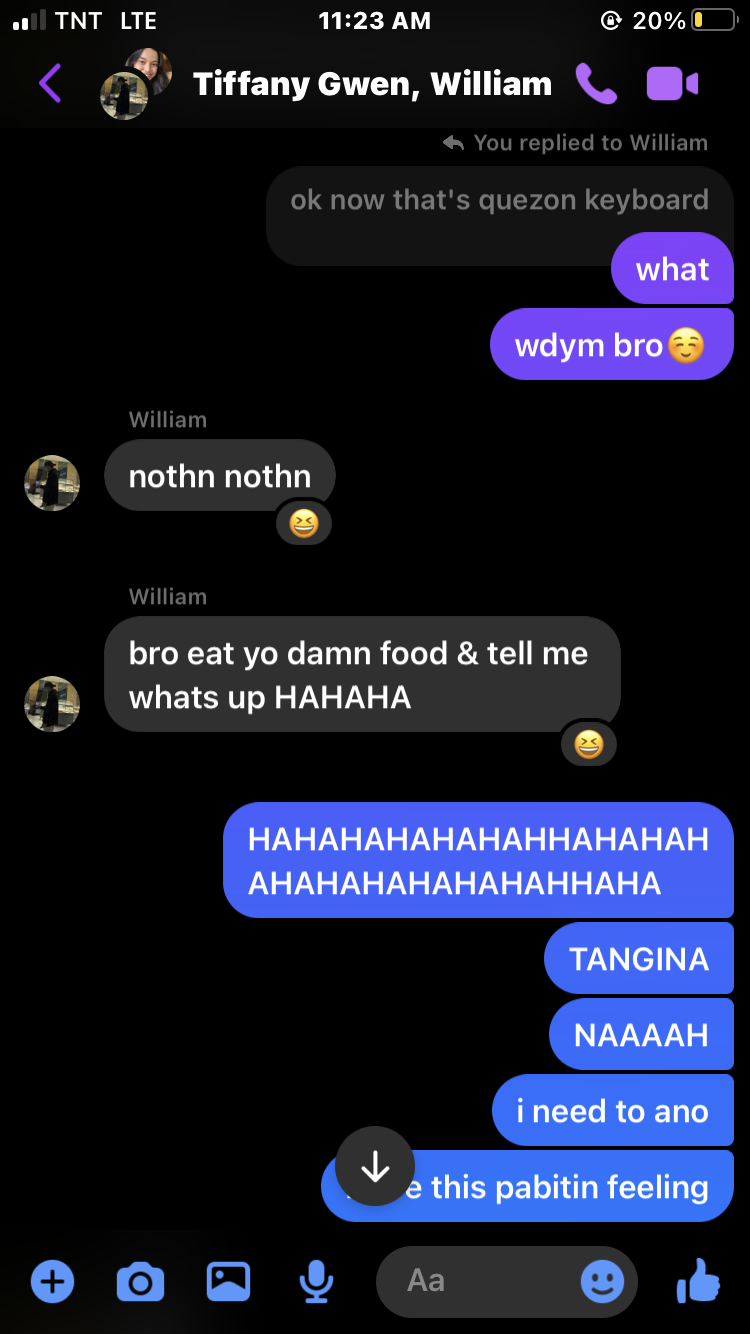 TNT LTE 11:23 AM 20%
Tiffany Gwen, William
You replied to William
ok now that's quezon keyboard
what
wdym bro☺️
William
nothn nothn
😆
William
bro eat yo damn food & tell me
whats up HAHAHA
😆
HAHAHAHAHAHAHHAHAHAH
AHAHAHAHAHAHAHHAHA
TANGINA
NAAAAH
i need to ano
this pabitin feeling
Aa